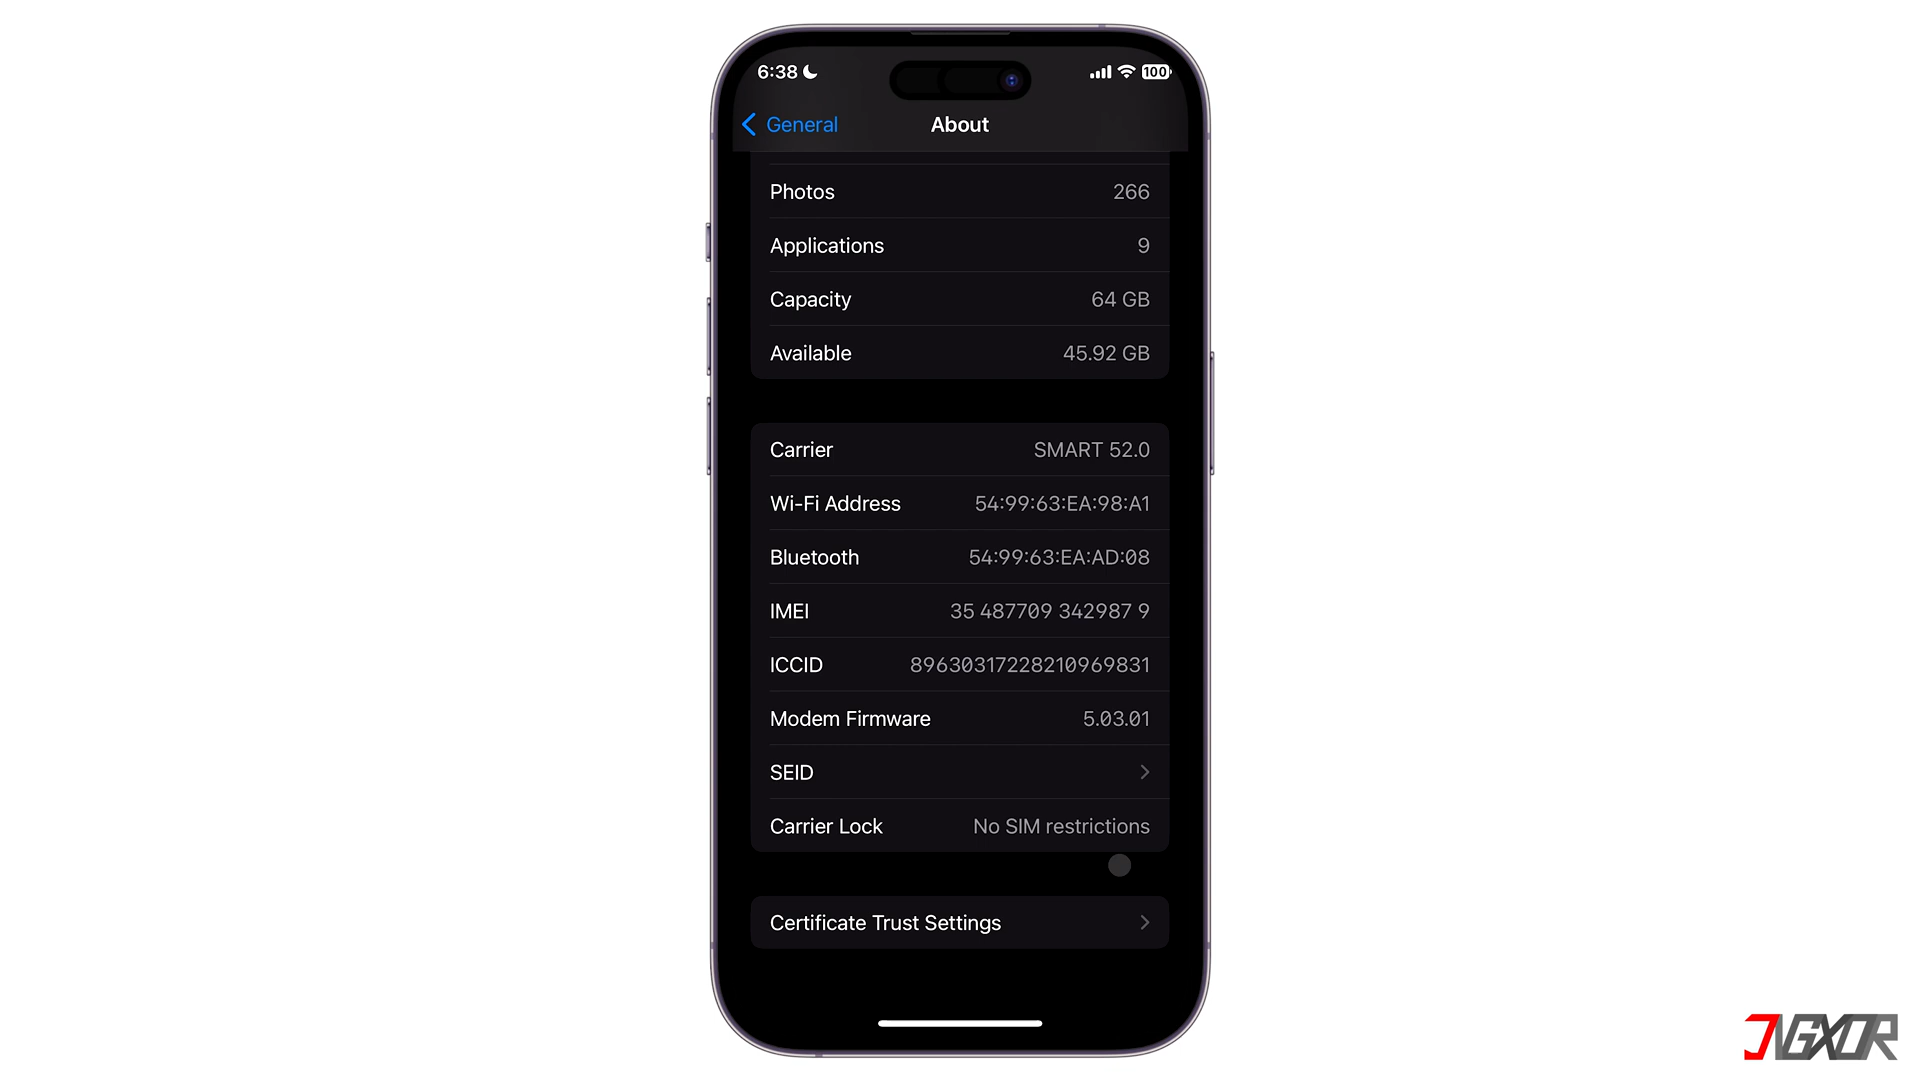 6:38
100
General
About
Photos 266
Applications 9
Capacity 64 GB
Available 45.92 GB
Carrier SMART 52.0
Wi-Fi Address 54:99:63:EA:98:A1
Bluetooth 54:99:63:EA:AD:08
IMEI 35 487709 342987 9
ICCID 89630317228210969831
Modem Firmware 5.03.01
SEID
Carrier Lock No SIM restrictions
Certificate Trust Settings
JVGXOR